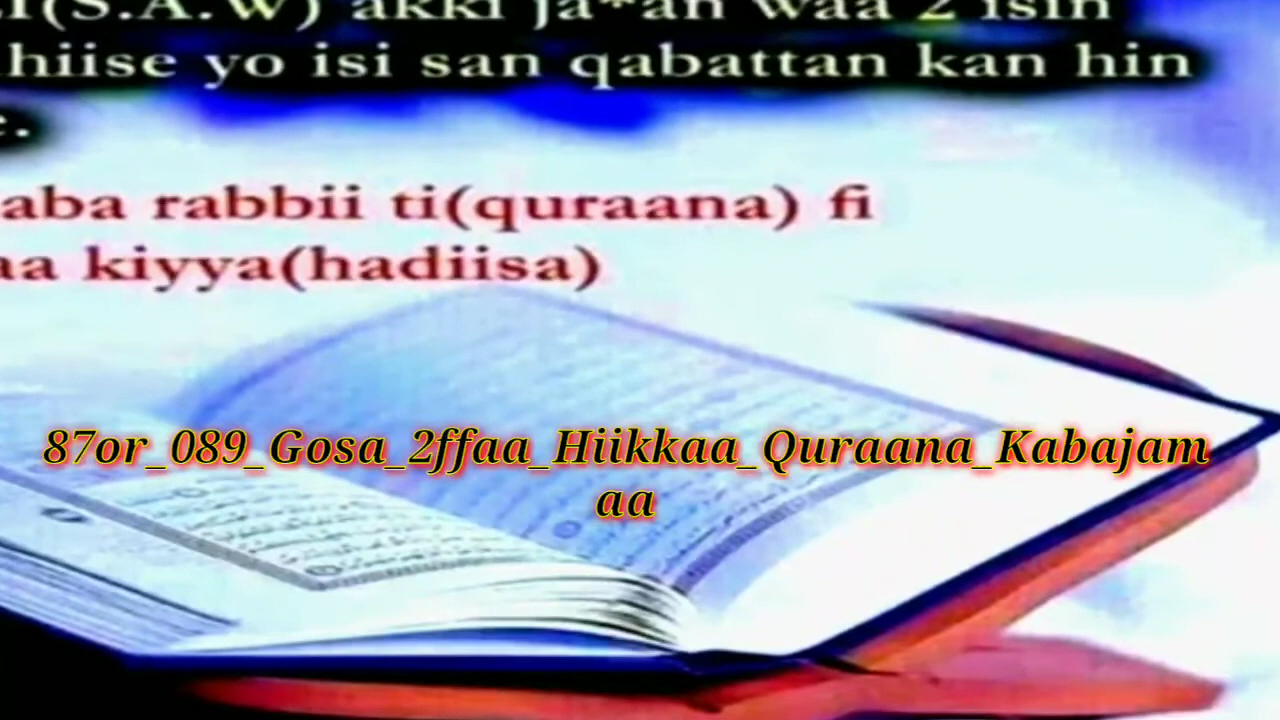 (S.A.W) akki ja*an waa 2 isin
hiise yo isi san qabattan kan hin
aba rabbii ti(quraana) fi
aa kiyya(hadiisa)
87or_089_Gosa_2ffaa_Hiikkaa_Quraana_Kabajam
aa